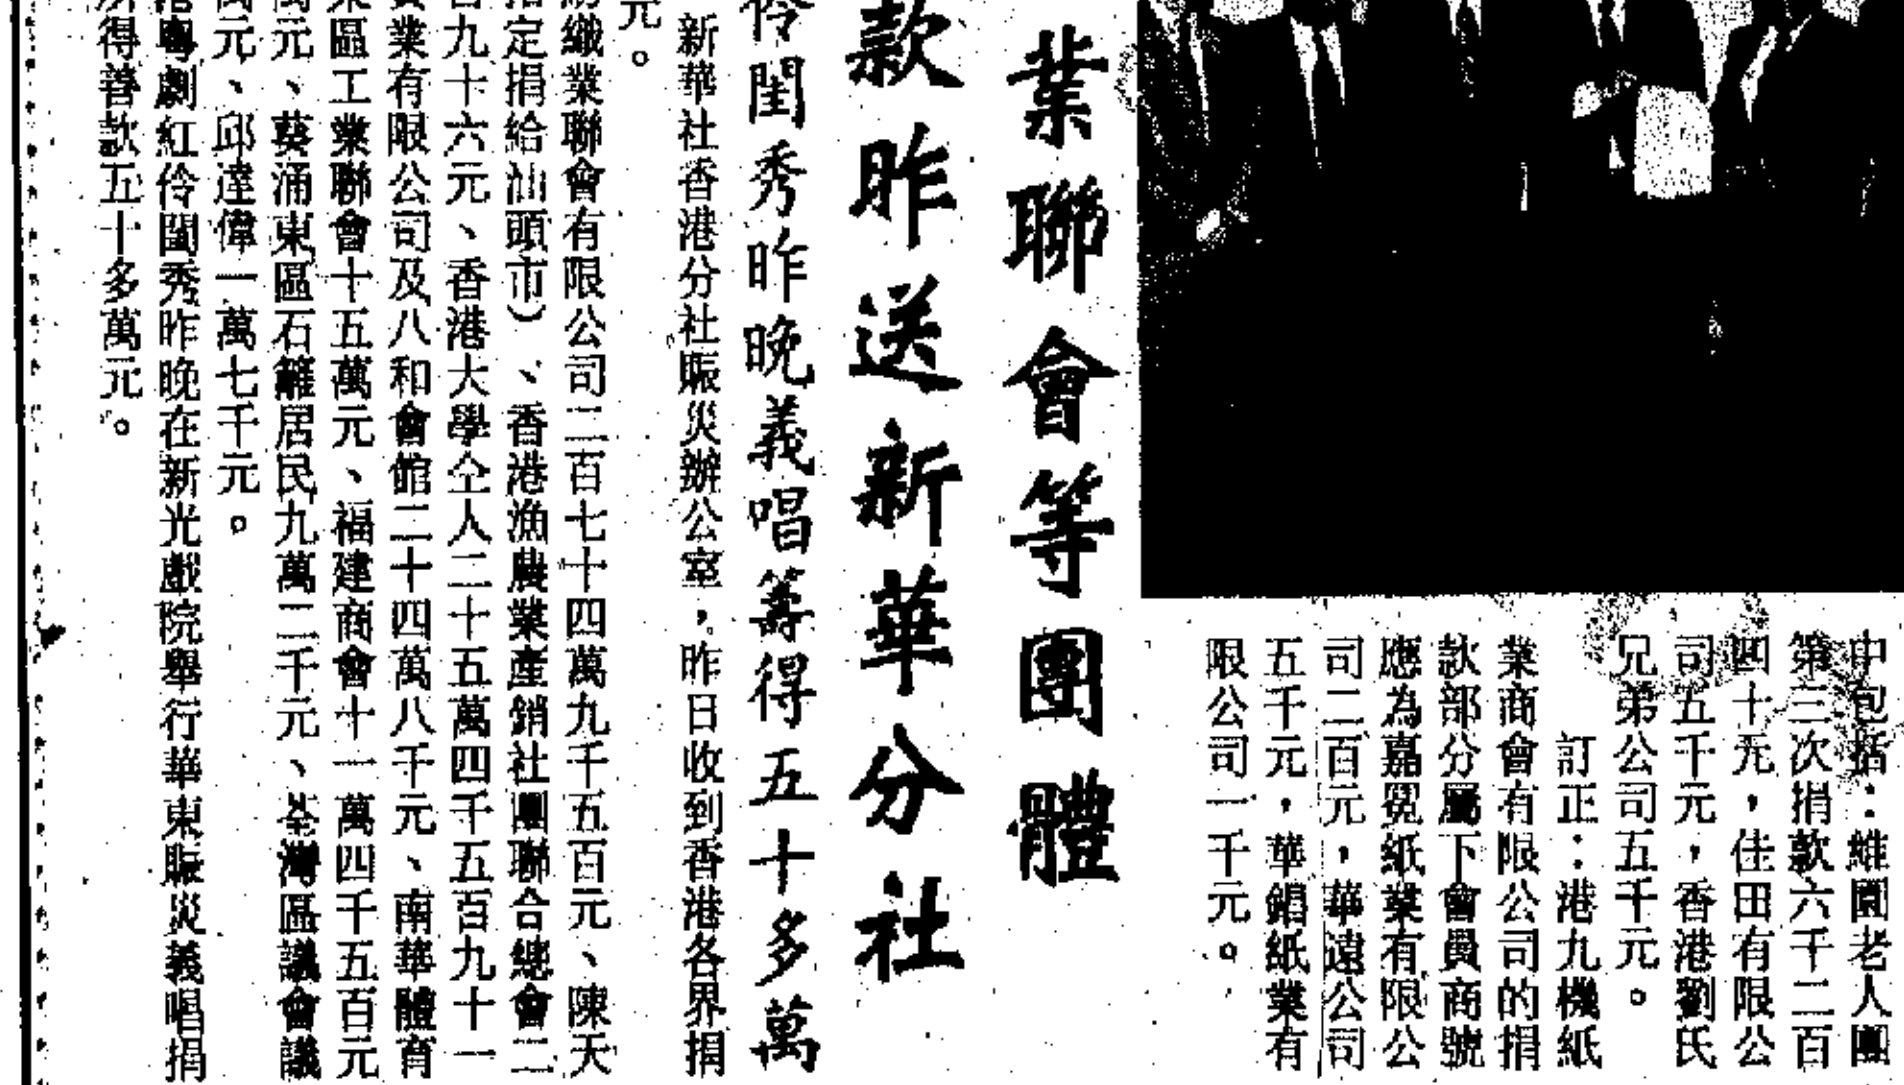 中包括：維園老人團
第三次捐款六千二百
四十元，佳田有限公
司五千元，香港劉氏
兄弟公司五千元。
訂正：港九機紙
業商會有限公司的捐
款部分屬下會員商號
應為嘉冕紙業有限公
司二百元，華遠公司
五千元，華錩紙業有
限公司一千元。
業聯會等團體
款昨送新華分社
伶閨秀昨晚義唱籌得五十多萬
新華社香港分社賑災辦公室，昨日收到香港各界捐
元。
紡織業聯會有限公司二百七十四萬九千五百元、陳天
指定捐給汕頭市）、香港漁農業產銷社團聯合總會二
百九十六元、香港大學仝人二十五萬四千五百九十一
業有限公司及八和會館二十四萬八千元、南華體育
東區工業聯會十五萬元、福建商會十一萬四千五百元
萬元、葵涌東區石籬居民九萬二千元、荃灣區議會議
萬元、邱達偉一萬七千元。
港粵劇紅伶閨秀昨晚在新光戲院舉行華東賑災義唱捐
所得善款五十多萬元。